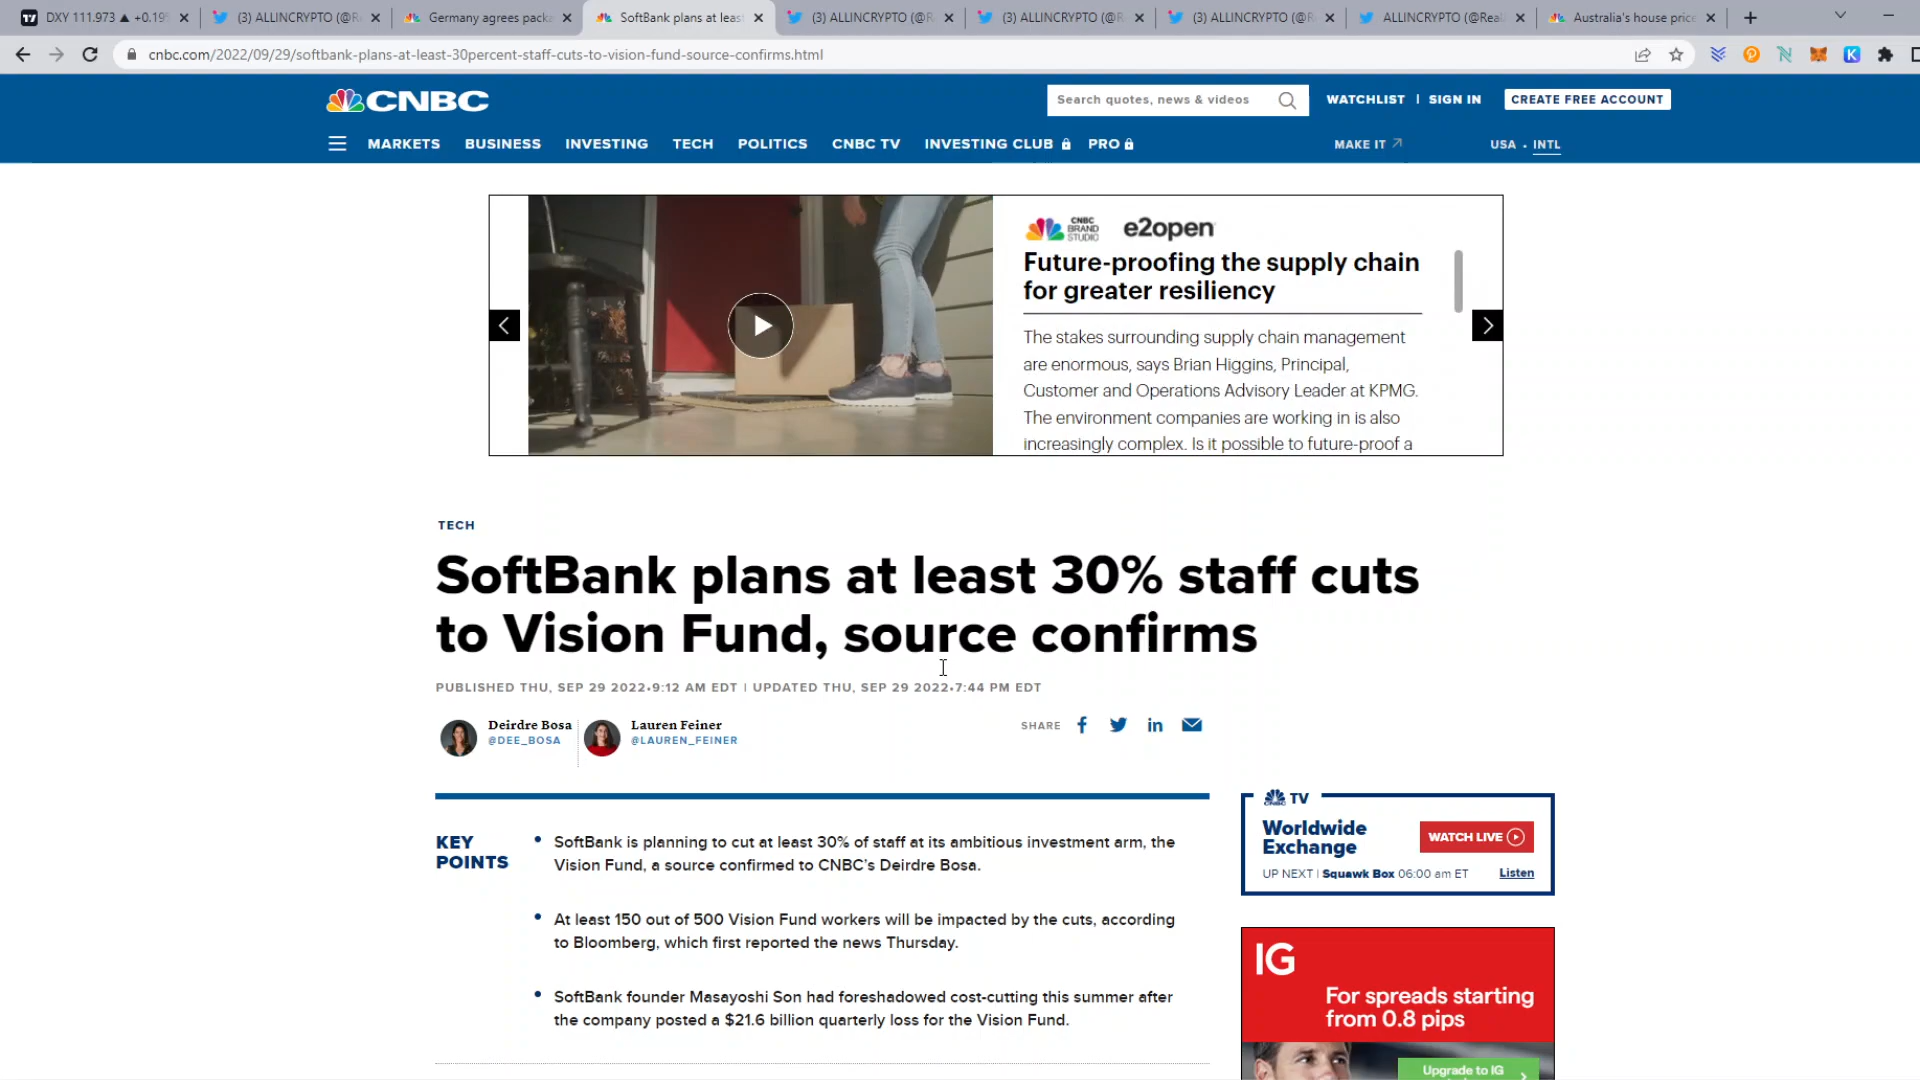 DXY 111.973 ▲ +0.19%
(3) ALLINCRYPTO (@R
Germany agrees pack
SoftBank plans at least
(3) ALLINCRYPTO (@R
(3) ALLINCRYPTO (@R
(3) ALLINCRYPTO (@R
ALLINCRYPTO (@Real
Australia's house price
cnbc.com/2022/09/29/softbank-plans-at-least-30percent-staff-cuts-to-vision-fund-source-confirms.html
CNBC
Search quotes, news & videos
WATCHLIST | SIGN IN
CREATE FREE ACCOUNT
MARKETS BUSINESS INVESTING TECH POLITICS CNBC TV INVESTING CLUB PRO
MAKE IT
USA • INTL
CNBC BRAND STUDIO
e2open
Future-proofing the supply chain
for greater resiliency
The stakes surrounding supply chain management
are enormous, says Brian Higgins, Principal,
Customer and Operations Advisory Leader at KPMG.
The environment companies are working in is also
increasingly complex. Is it possible to future-proof a
TECH
SoftBank plans at least 30% staff cuts
to Vision Fund, source confirms
PUBLISHED THU, SEP 29 2022•9:12 AM EDT | UPDATED THU, SEP 29 2022•7:44 PM EDT
Deirdre Bosa
@DEE_BOSA
Lauren Feiner
@LAUREN_FEINER
SHARE
KEY
POINTS
• SoftBank is planning to cut at least 30% of staff at its ambitious investment arm, the
Vision Fund, a source confirmed to CNBC's Deirdre Bosa.
• At least 150 out of 500 Vision Fund workers will be impacted by the cuts, according
to Bloomberg, which first reported the news Thursday.
• SoftBank founder Masayoshi Son had foreshadowed cost-cutting this summer after
the company posted a $21.6 billion quarterly loss for the Vision Fund.
CNBC TV
Worldwide
Exchange
WATCH LIVE
UP NEXT | Squawk Box 06:00 am ET
Listen
IG
For spreads starting
from 0.8 pips
Upgrade to IG